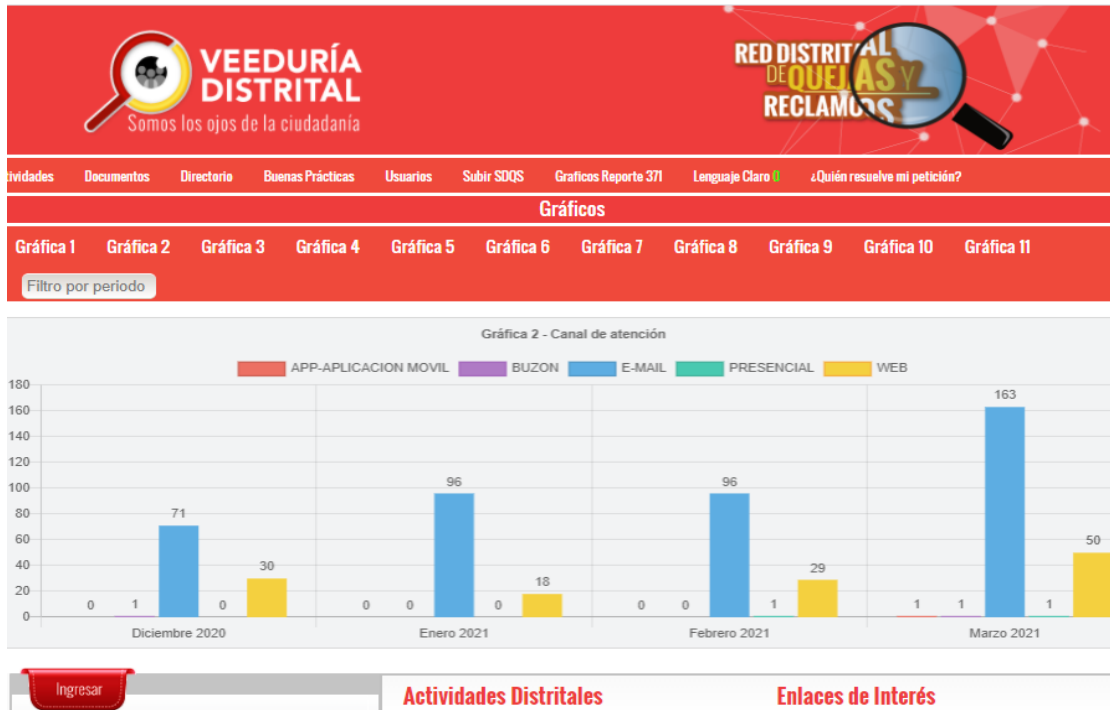 VEEDURÍA
DISTRITAL
Somos los ojos de la ciudadanía
RED DISTRITAL
DE QUEJAS Y
RECLAMOS
tividades Documentos Directorio Buenas Prácticas Usuarios Subir SDQS Graficos Reporte 371 Lenguaje Claro 0 ¿Quién resuelve mi petición?
Gráficos
Gráfica 1 Gráfica 2 Gráfica 3 Gráfica 4 Gráfica 5 Gráfica 6 Gráfica 7 Gráfica 8 Gráfica 9 Gráfica 10 Gráfica 11
Filtro por periodo
Gráfica 2 - Canal de atención
APP-APLICACION MOVIL BUZON E-MAIL PRESENCIAL WEB
180
160
140
120
100
80
60
40
20
0
0 1 71 0 30
0 0 96 0 18
0 0 96 1 29
1 1 163 1 50
Diciembre 2020 Enero 2021 Febrero 2021 Marzo 2021
Ingresar
Actividades Distritales
Enlaces de Interés